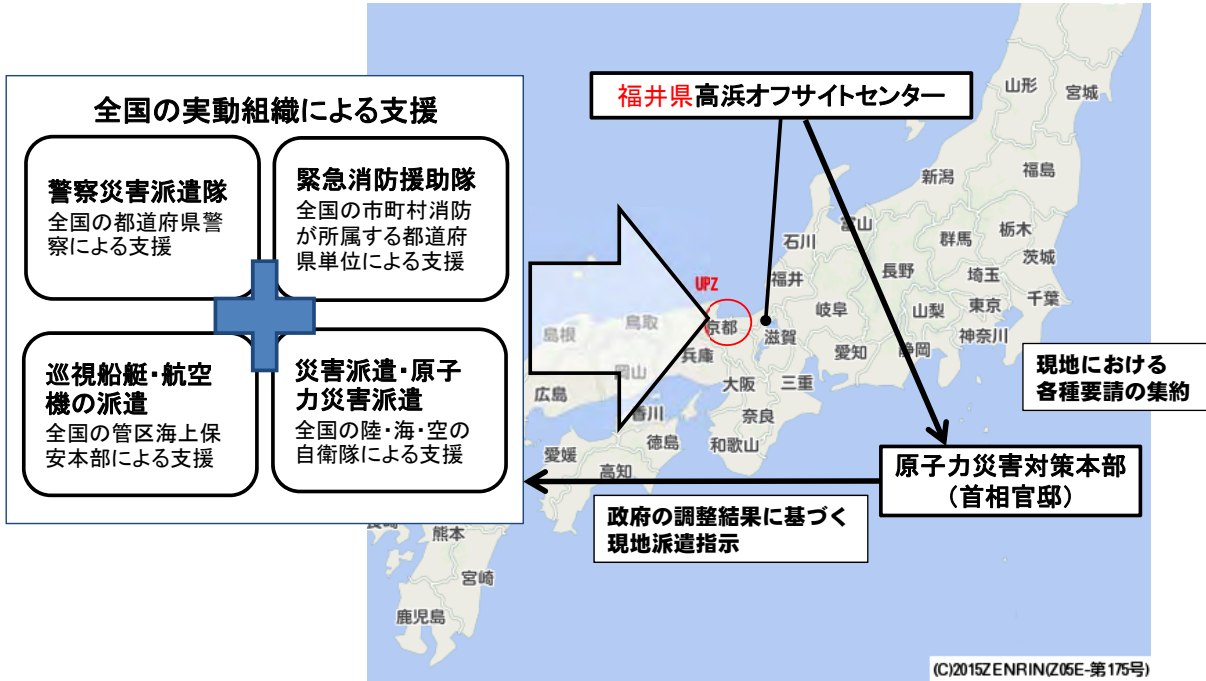 全国の実動組織による支援
警察災害派遣隊
全国の都道府県警
察による支援
緊急消防援助隊
全国の市町村消防
が所属する都道府
県単位による支援
巡視船艇・航空
機の派遣
全国の管区海上保
安本部による支援
災害派遣・原子
力災害派遣
全国の陸・海・空の
自衛隊による支援
福井県高浜オフサイトセンター
現地における
各種要請の集約
原子力災害対策本部
（首相官邸）
政府の調整結果に基づく
現地派遣指示
UPZ
山形
宮城
新潟
福島
富山
石川
群馬
栃木
茨城
福井
長野
埼玉
岐阜
山梨
東京
千葉
島根
鳥取
京都
滋賀
愛知
静岡
神奈川
兵庫
岡山
広島
大阪
三重
奈良
香川
徳島
和歌山
愛媛
高知
長崎
熊本
宮崎
鹿児島
(C)2015ZENRIN(Z05E-第175号)